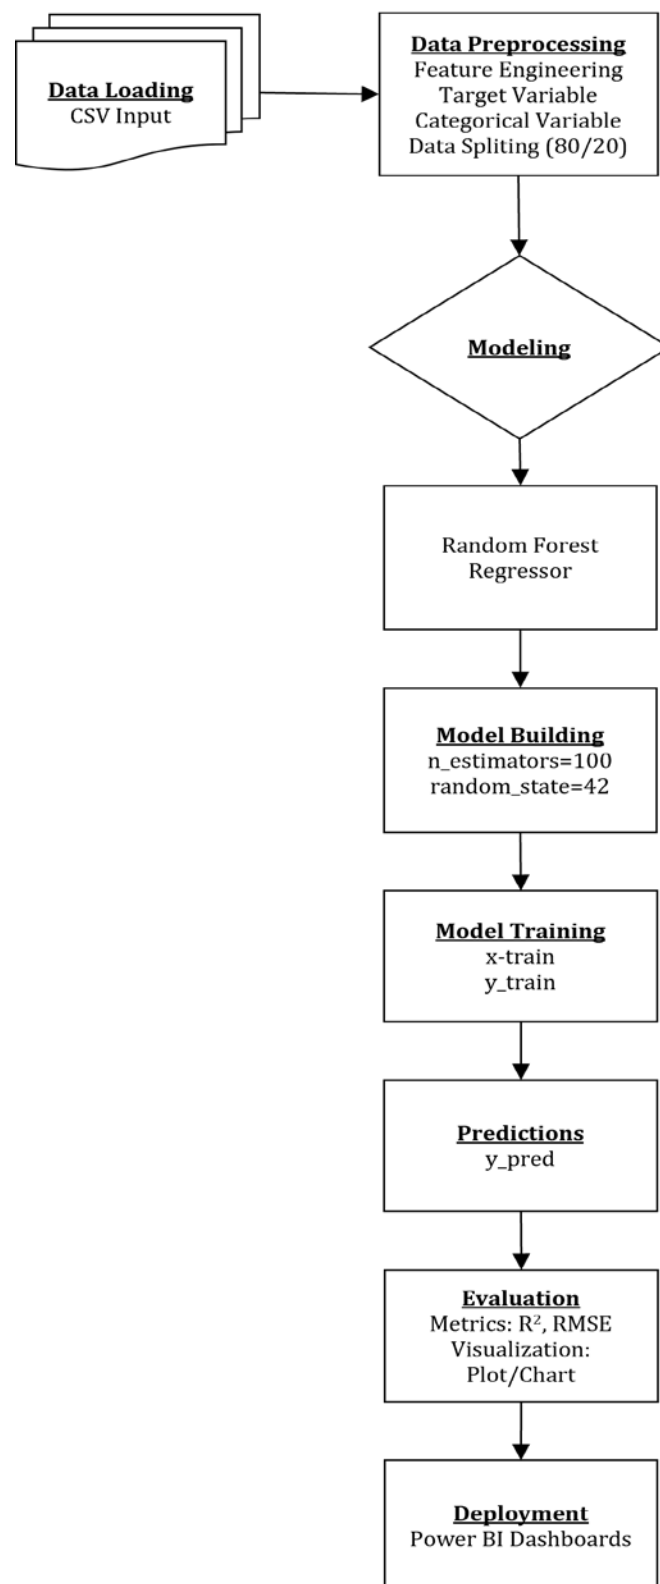 Data Loading
CSV Input
Data Preprocessing
Feature Engineering
Target Variable
Categorical Variable
Data Spliting (80/20)
Modeling
Random Forest
Regressor
Model Building
n_estimators=100
random_state=42
Model Training
x-train
y_train
Predictions
y_pred
Evaluation
Metrics: R², RMSE
Visualization:
Plot/Chart
Deployment
Power BI Dashboards